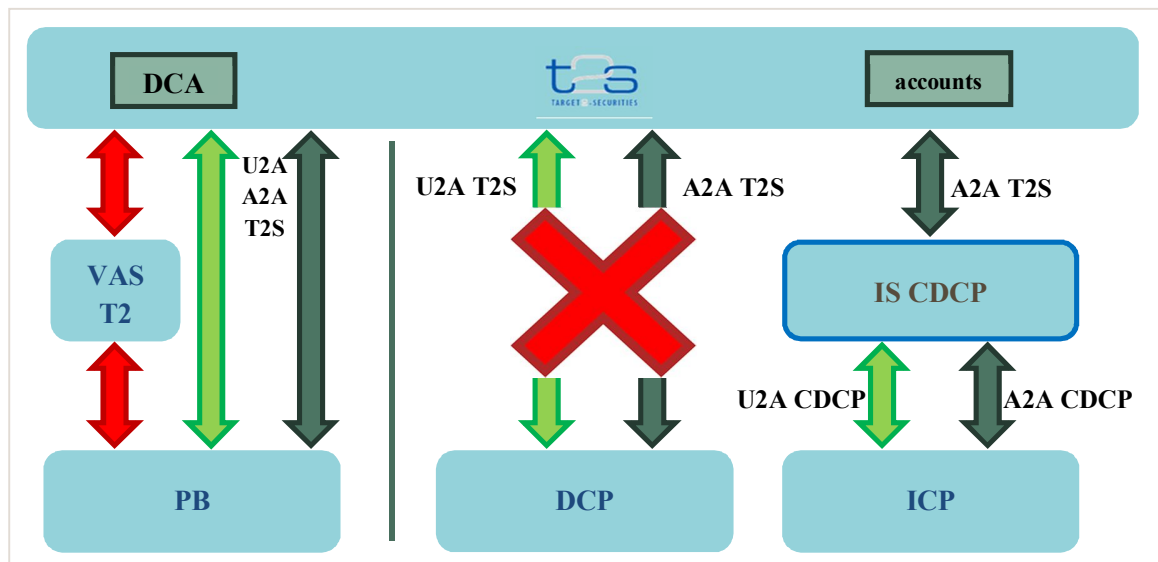 DCA
t2s
TARGET2-SECURITIES
accounts
U2A
A2A
T2S
U2A T2S
A2A T2S
A2A T2S
VAS
T2
IS CDCP
U2A CDCP
A2A CDCP
PB
DCP
ICP